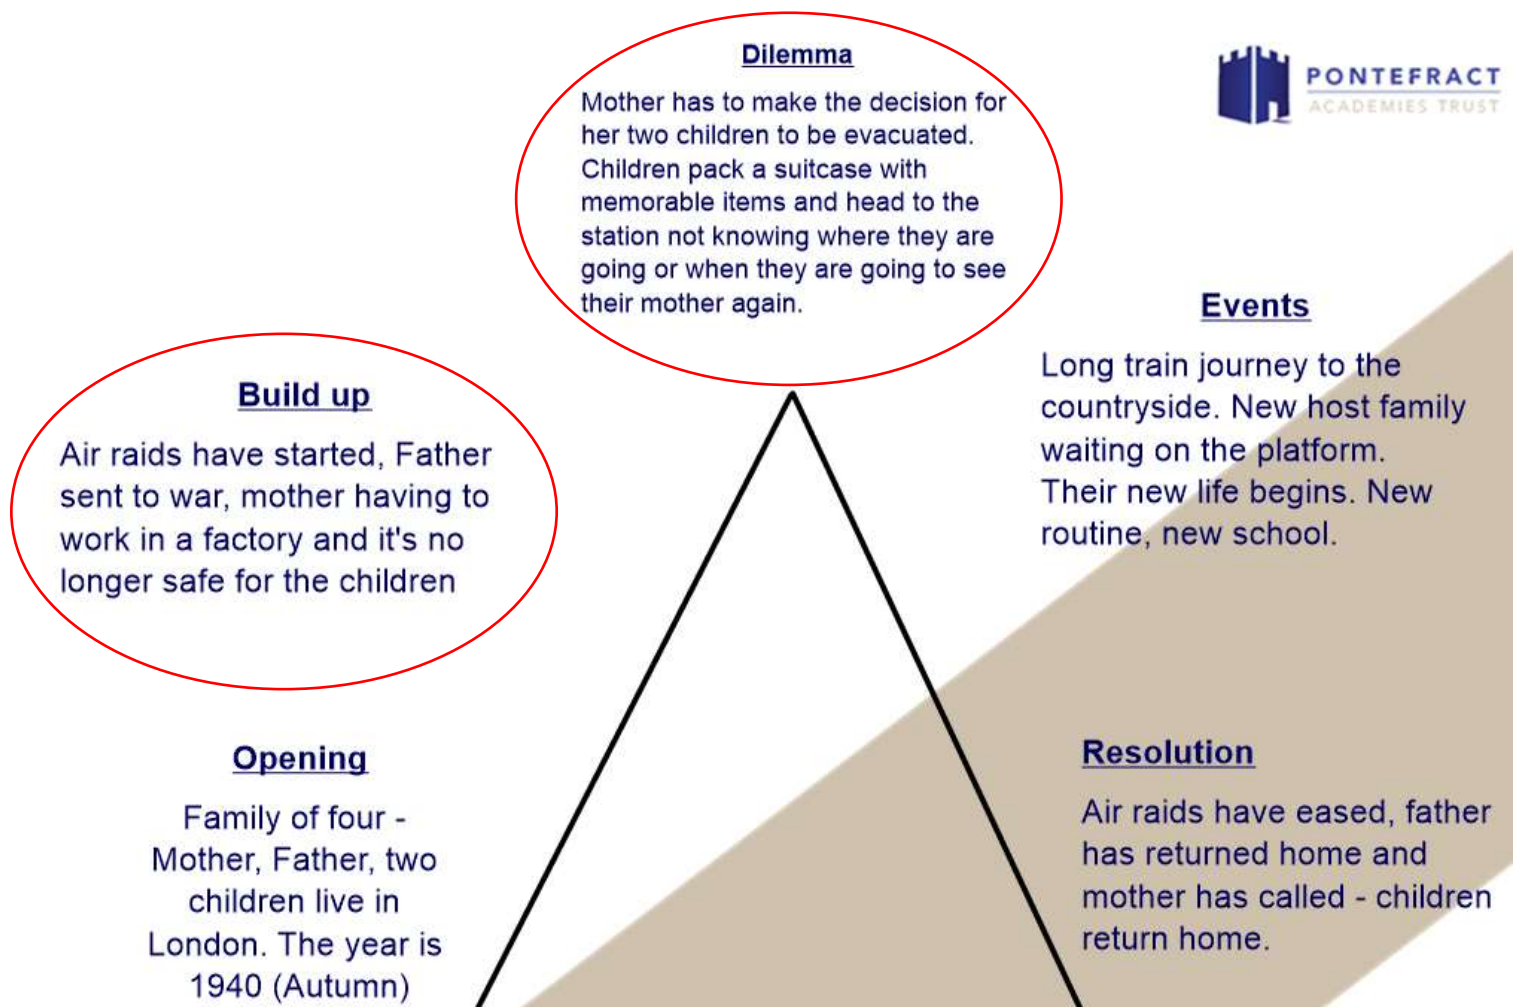 Dilemma
Mother has to make the decision for
her two children to be evacuated.
Children pack a suitcase with
memorable items and head to the
station not knowing where they are
going or when they are going to see
their mother again.
PONTEFRACT
ACADEMIES TRUST
Build up
Air raids have started, Father
sent to war, mother having to
work in a factory and it's no
longer safe for the children
Events
Long train journey to the
countryside. New host family
waiting on the platform.
Their new life begins. New
routine, new school.
Opening
Family of four -
Mother, Father, two
children live in
London. The year is
1940 (Autumn)
Resolution
Air raids have eased, father
has returned home and
mother has called - children
return home.